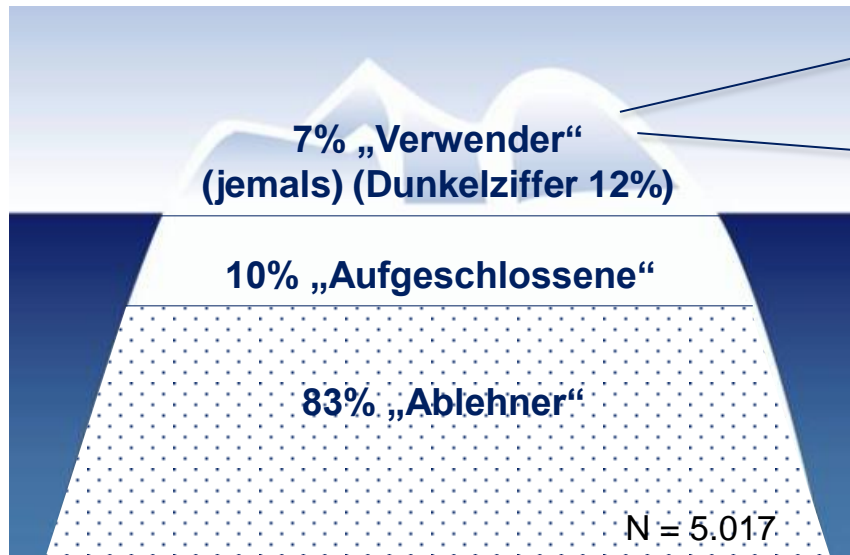 7% „Verwender“
(jemals) (Dunkelziffer 12%)
10% „Aufgeschlossene“
83% „Ablehner“
N = 5.017